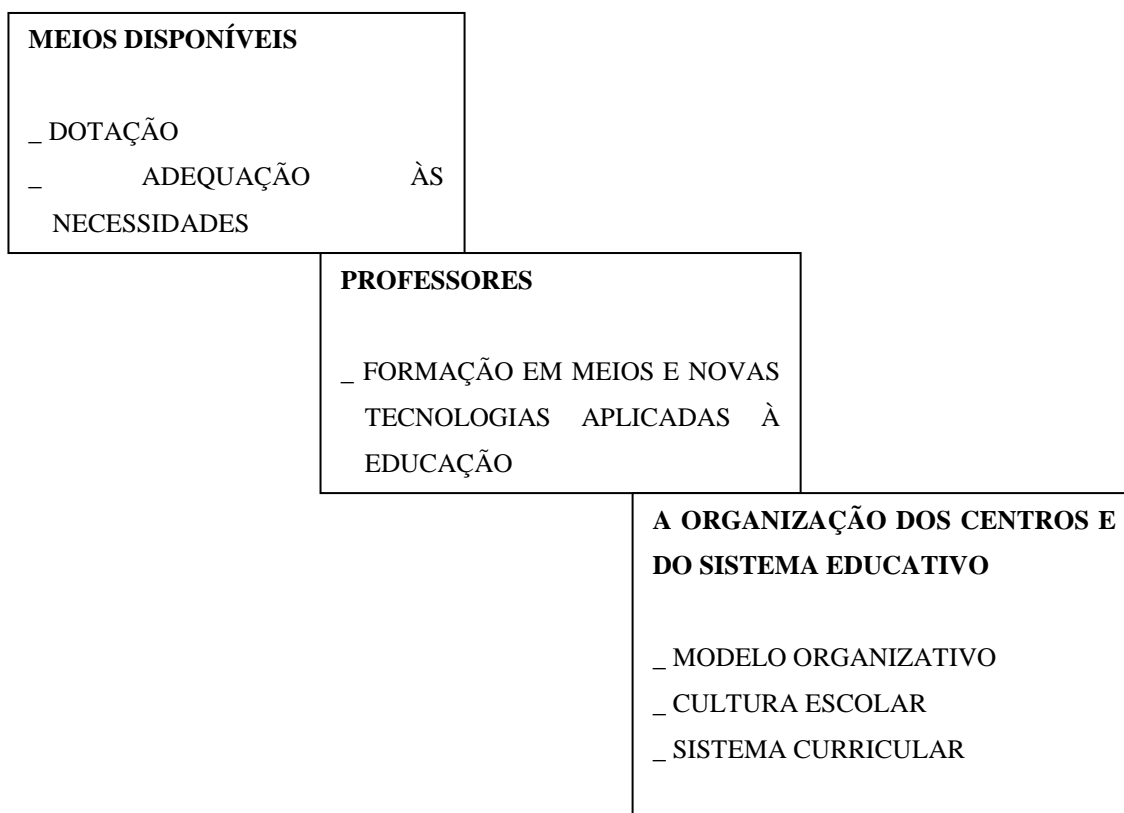 MEIOS DISPONÍVEIS
_ DOTAÇÃO
_ ADEQUAÇÃO ÀS
NECESSIDADES
PROFESSORES
_ FORMAÇÃO EM MEIOS E NOVAS
TECNOLOGIAS APLICADAS À
EDUCAÇÃO
A ORGANIZAÇÃO DOS CENTROS E
DO SISTEMA EDUCATIVO
_ MODELO ORGANIZATIVO
_ CULTURA ESCOLAR
_ SISTEMA CURRICULAR